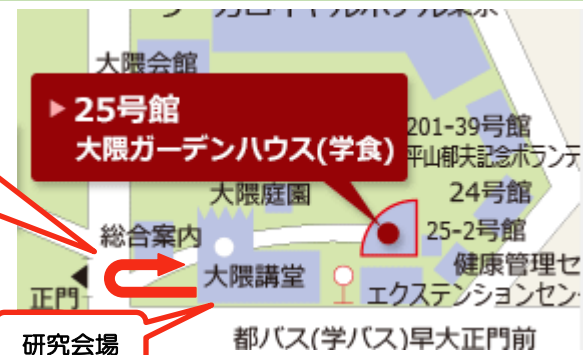 大隈会館
25号館
大隈ガーデンハウス(学食)
201-39号館
平山郁夫記念ボランテ
大隈庭園
24号館
総合案内
25-2号館
大隈講堂
健康管理セ
正門
エクステンションセン
研究会場
都バス(学バス)早大正門前